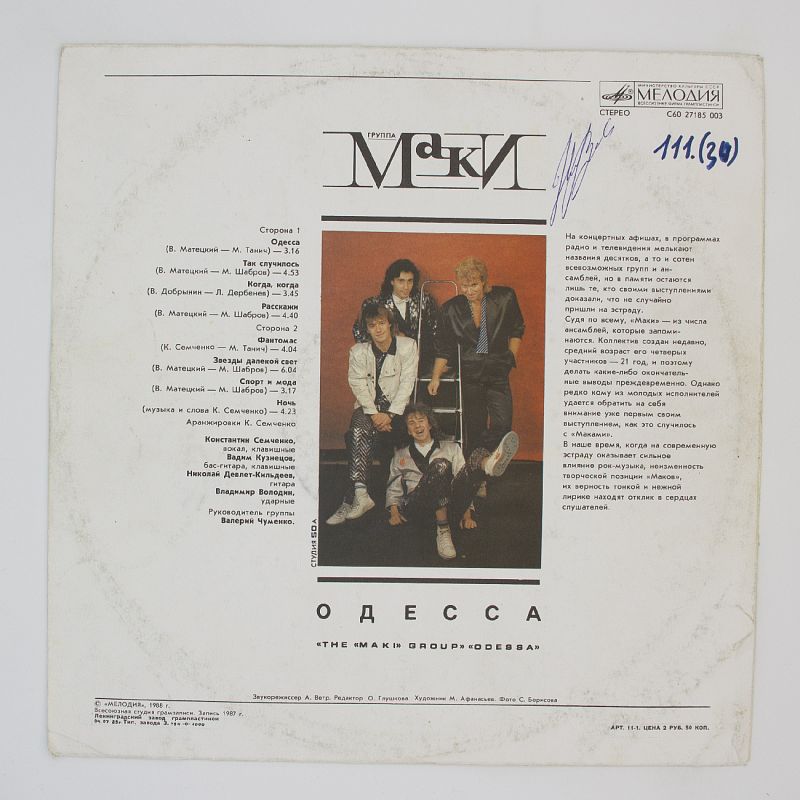 МИНИСТЕРСТВО КУЛЬТУРЫ СССР
МЕЛОДИЯ
ВСЕСОЮЗНАЯ ФИРМА ГРАМПЛАСТИНОК
СТЕРЕО С60 27185 003
111.(30)
ГРУППА
МАКИ
Сторона 1
Одесса
(В. Матецкий — М. Танич) — 3.16
Так случилось
(В. Матецкий — М. Шабров) — 4.53
Когда, когда
(В. Добрынин — Л. Дербенев) — 3.45
Расскажи
(В. Матецкий — М. Шабров) — 4.40
Сторона 2
Фантомас
(К. Семченко — М. Танич) — 4.04
Звезды далекой свет
(В. Матецкий — М. Шабров) — 6.04
Спорт и мода
(В. Матецкий — М. Шабров) — 3.17
Ночь
(музыка и слова К. Семченко) — 4.23
Аранжировки К. Семченко
Константин Семченко,
вокал, клавишные
Вадим Кузнецов,
бас-гитара, клавишные
Николай Девлет-Кильдеев,
гитара
Владимир Володин,
ударные
Руководитель группы
Валерий Чуменко.
СТУДИЯ 50 А
На концертных афишах, в программах
радио и телевидения мелькают
названия десятков, а то и сотен
всевозможных групп и ан-
самблей, но в памяти остаются
лишь те, кто своими выступлениями
доказали, что не случайно
пришли на эстраду.
Судя по всему, «Маки» — из числа
ансамблей, которые запоми-
наются. Коллектив создан недавно,
средний возраст его четверых
участников — 21 год, и поэтому
делать какие-либо окончатель-
ные выводы преждевременно. Однако
редко кому из молодых исполнителей
удается обратить на себя
внимание уже первым своим
выступлением, как это случилось
с «Маками».
В наше время, когда на современную
эстраду оказывает сильное
влияние рок-музыка, неизменность
творческой позиции «Маков»,
их верность тонкой и нежной
лирике находят отклик в сердцах
слушателей.
ОДЕССА
«THE «MAKI» GROUP» «ODESSA»
Звукорежиссер А. Ветр. Редактор О. Глушкова. Художник М. Афанасьев. Фото С. Борисова
© «МЕЛОДИЯ», 1988 г.
Всесоюзная студия грамзаписи. Запись 1987 г.
Ленинградский завод грампластинок
Тип. завода З.
АРТ. 11-1. ЦЕНА 2 РУБ. 50 КОП.